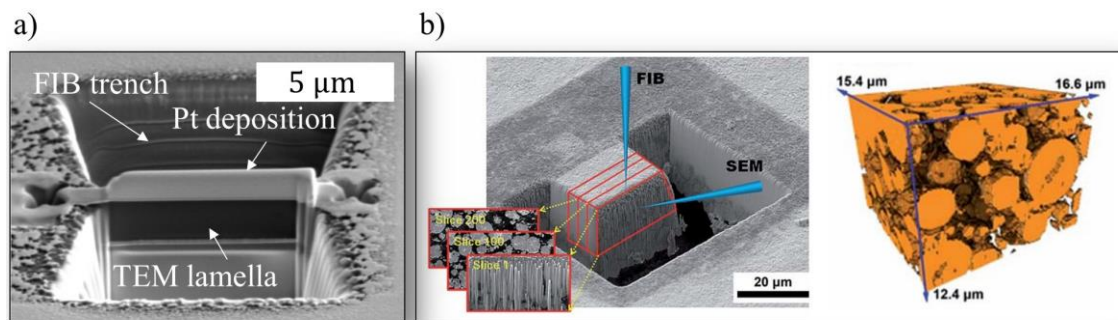 a)
FIB trench
5 μm
Pt deposition
TEM lamella
b)
FIB
SEM
Slice 200
Slice 100
Slice 1
20 μm
15.4 μm
16.6 μm
12.4 μm